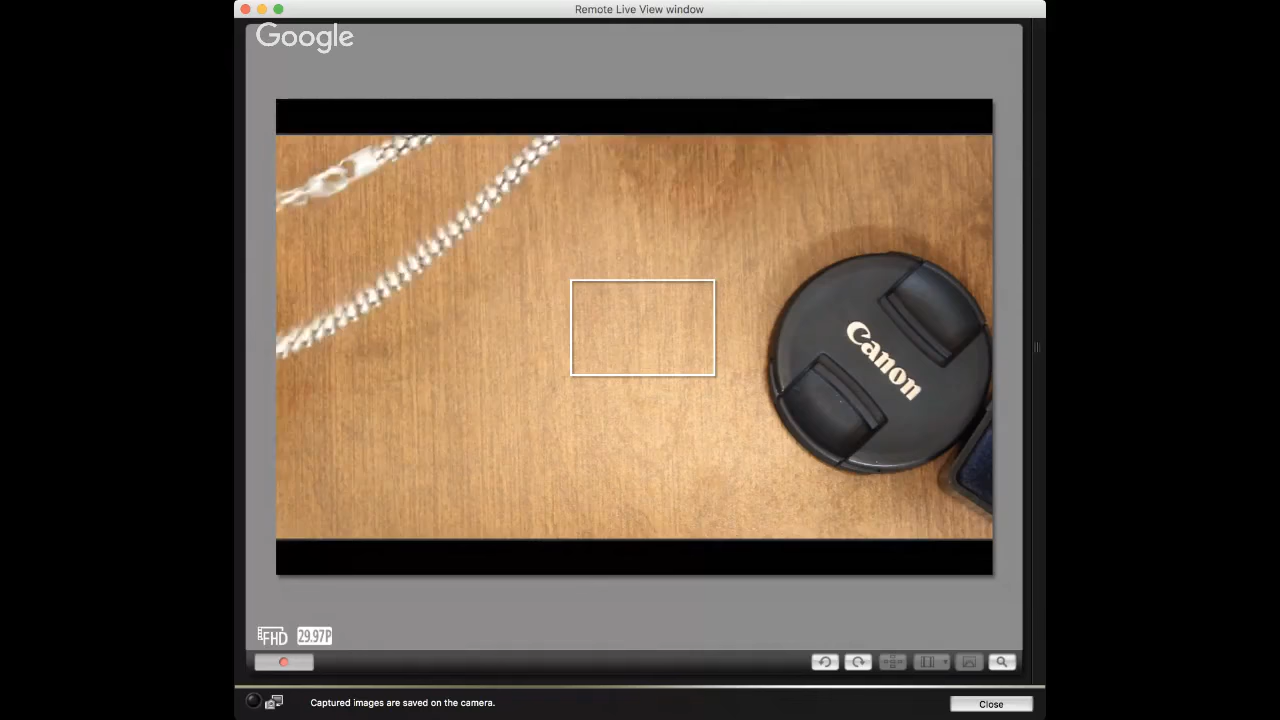 Remote Live View window
Google
Canon
FHD 29.97P
Captured images are saved on the camera.
Close